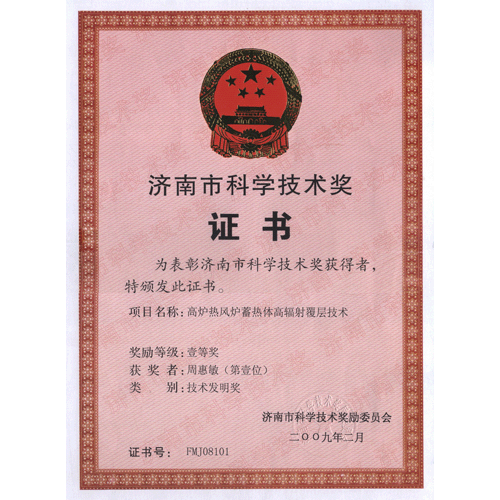 济南市科学技术奖
证书
为表彰济南市科学技术奖获得者，
特颁发此证书。
项目名称：高炉热风炉蓄热体高辐射覆层技术
奖励等级：壹等奖
获奖者：周惠敏（第壹位）
类别：技术发明奖
济南市科学技术奖励委员会
二〇〇九年二月
证书号：FMJ08101